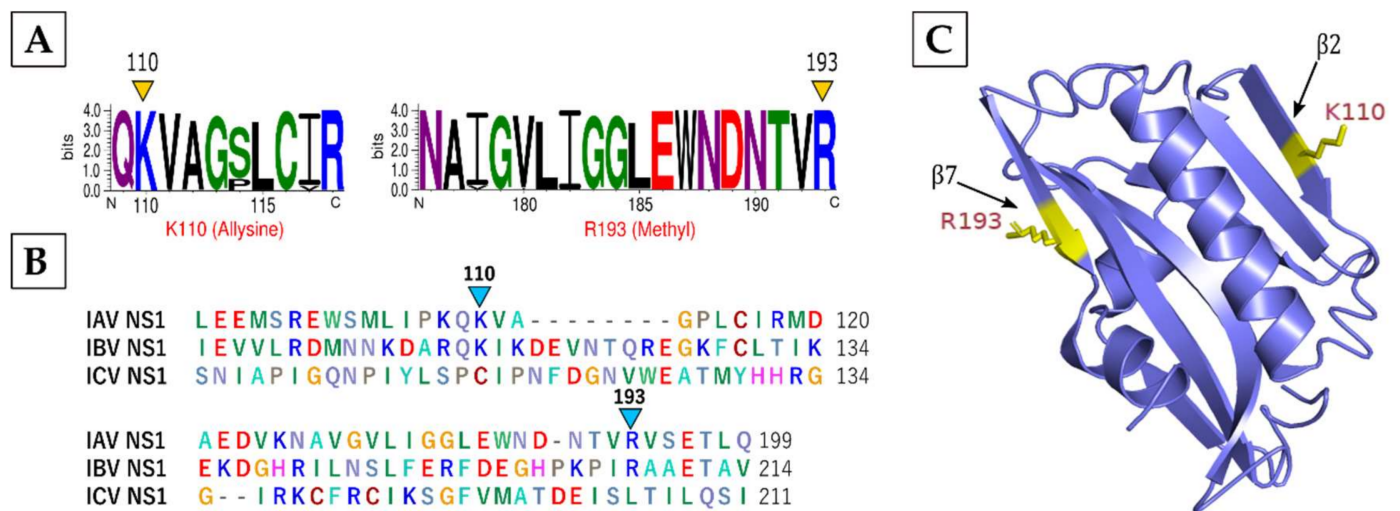 A
110
193
bits
4.0
3.0
2.0
1.0
0.0
QKVAGSLCIR
P
N
110
115
C
K110 (Allysine)
bits
4.0
3.0
2.0
1.0
0.0
NAIGVLIGGLEWNDNTVR
N
180
185
190
C
R193 (Methyl)
B
110
IAV NS1 LEEMSREWSMLIPKQKVA---------GPLCIRMD 120
IBV NS1 IEVVLRDMNNKDARQKIKDEVNTQREGKFCLTIK 134
ICV NS1 SNIAPIGQNPIYLSPCIPNFDGNVWEATMYHHRG 134
193
IAV NS1 AEDVKNAVGVLIGGLEWND-NTVRVSETLQ 199
IBV NS1 EKDGHRILNSLFERFDEGHPKPIRAAETAV 214
ICV NS1 G--IRKCFRCIKSGFVMATDEISLTILQSI 211
C
β2
K110
β7
R193